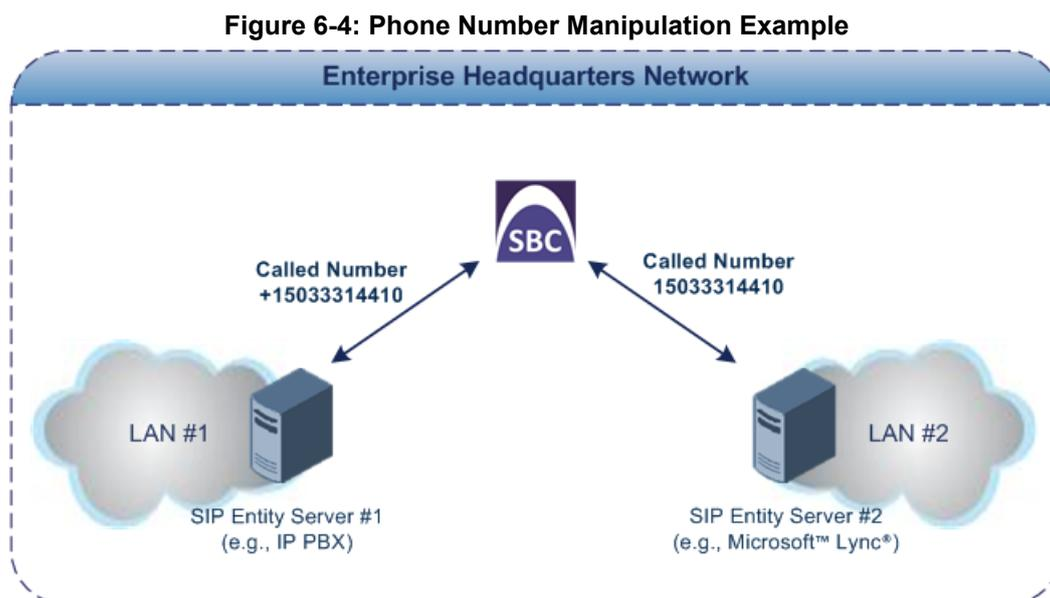 Figure 6-4: Phone Number Manipulation Example
Enterprise Headquarters Network
SBC
Called Number
+15033314410
Called Number
15033314410
LAN #1
LAN #2
SIP Entity Server #1
(e.g., IP PBX)
SIP Entity Server #2
(e.g., Microsoft™ Lync®)